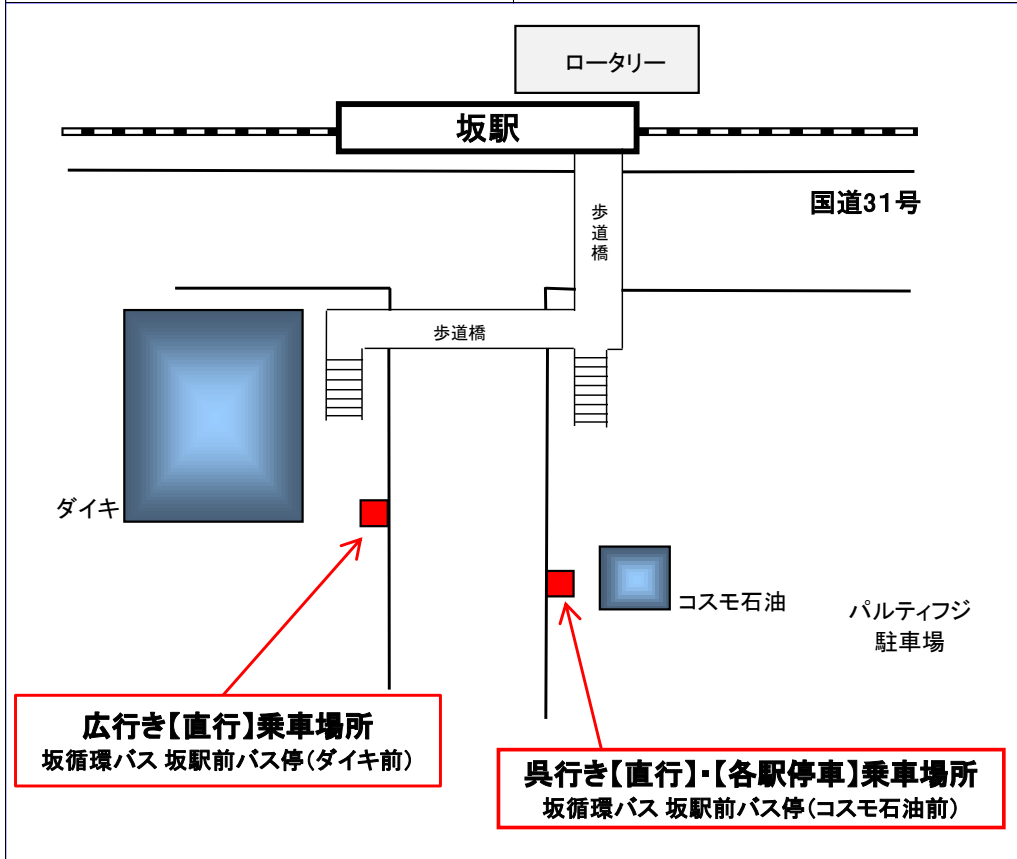 ロータリー
坂駅
国道31号
歩道橋
歩道橋
ダイキ
コスモ石油
パルティフジ
駐車場
広行き【直行】乗車場所
坂循環バス 坂駅前バス停(ダイキ前)
呉行き【直行】・【各駅停車】乗車場所
坂循環バス 坂駅前バス停(コスモ石油前)